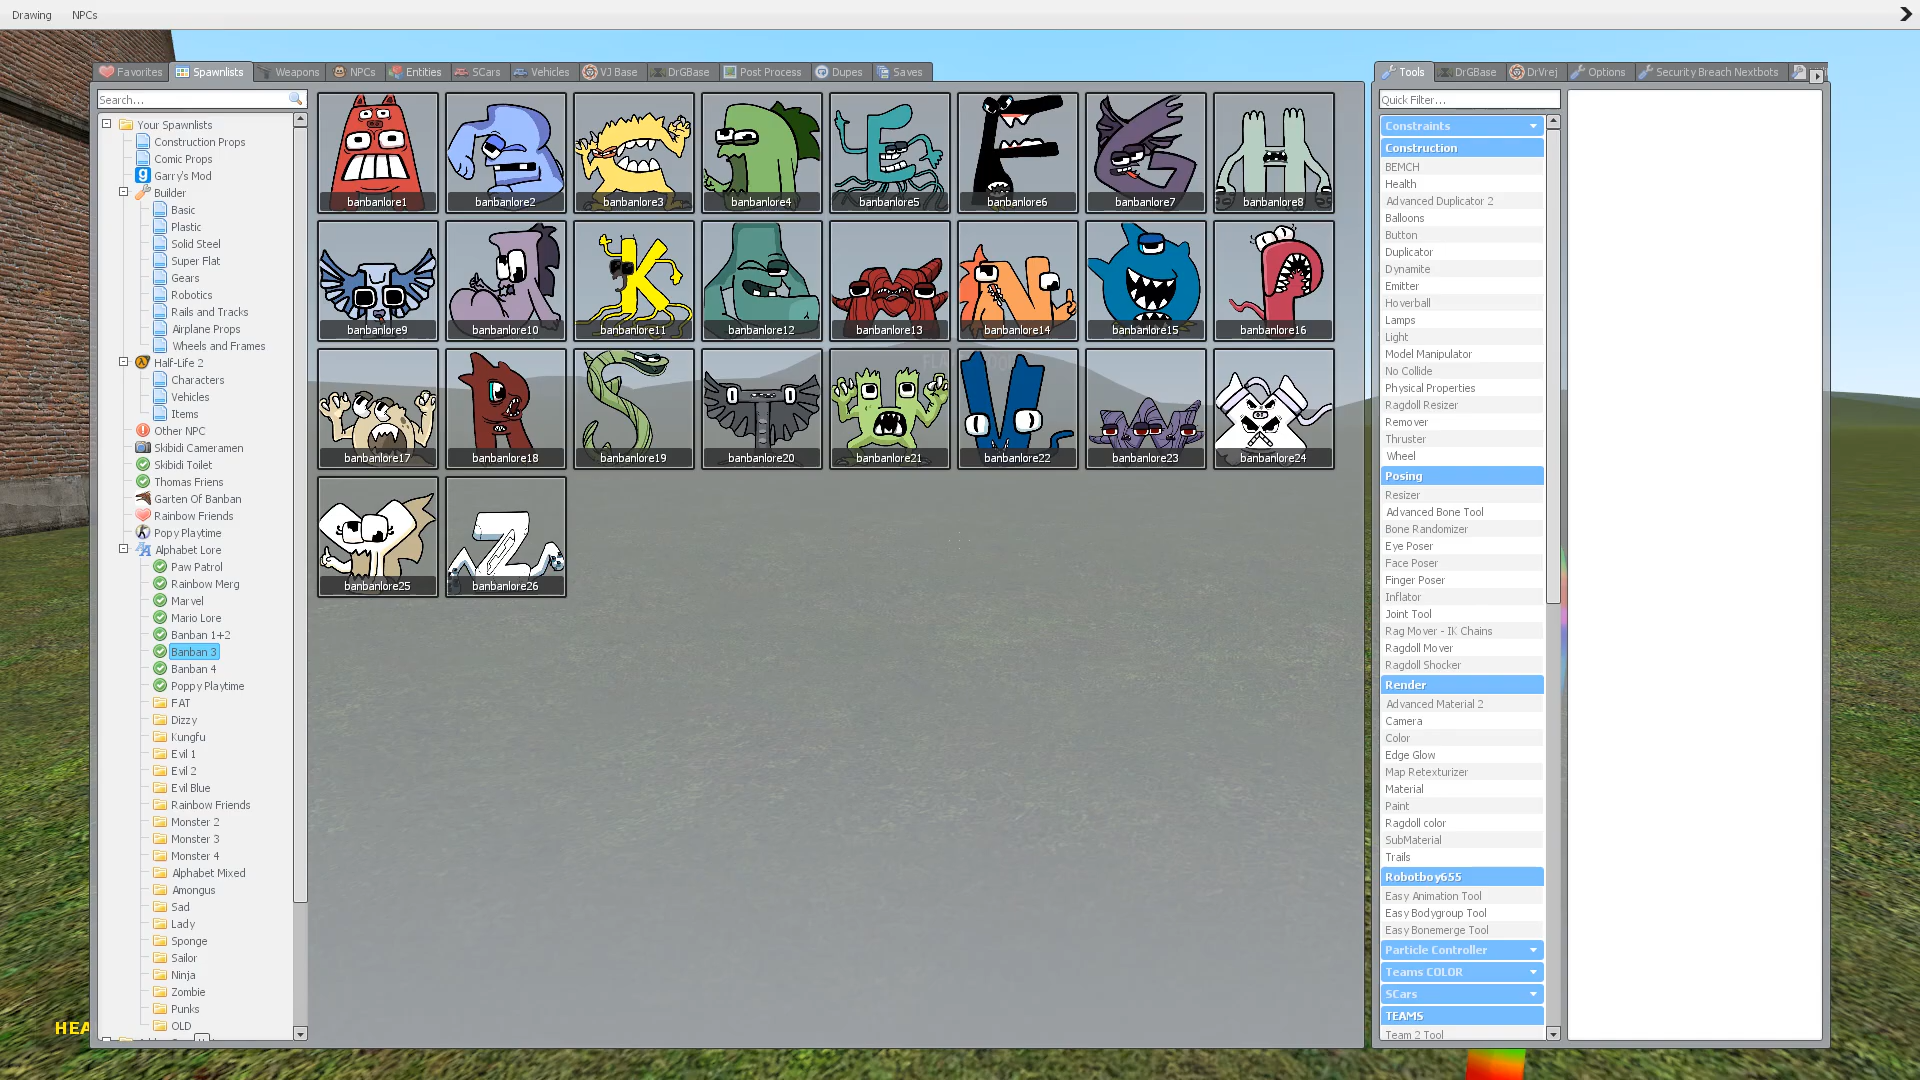 Drawing NPCs
Favorites Spawnlists Weapons NPCs Entities SCars Vehicles VJ Base DrGBase Post Process Dupes Saves
Search...
Your Spawnlists
Construction Props
Comic Props
Garry's Mod
Builder
Basic
Plastic
Solid Steel
Super Flat
Gears
Robotics
Rails and Tracks
Airplane Props
Wheels and Frames
Half-Life 2
Characters
Vehicles
Items
Other NPC
Skibidi Cameramen
Skibidi Toilet
Thomas Friens
Garten Of Banban
Rainbow Friends
Popy Playtime
Alphabet Lore
Paw Patrol
Rainbow Merg
Marvel
Mario Lore
Banban 1+2
Banban 3
Banban 4
Poppy Playtime
FAT
Dizzy
Kungfu
Evil 1
Evil 2
Evil Blue
Rainbow Friends
Monster 2
Monster 3
Monster 4
Alphabet Mixed
Amongus
Sad
Lady
Sponge
Sailor
Ninja
Zombie
Punks
OLD
HEA
banbanlore1 banbanlore2 banbanlore3 banbanlore4 banbanlore5 banbanlore6 banbanlore7 banbanlore8
banbanlore9 banbanlore10 banbanlore11 banbanlore12 banbanlore13 banbanlore14 banbanlore15 banbanlore16
banbanlore17 banbanlore18 banbanlore19 banbanlore20 banbanlore21 banbanlore22 banbanlore23 banbanlore24
banbanlore25 banbanlore26
Tools DrGBase DrVrej Options Security Breach Nextbots
Quick Filter...
Constraints
Construction
BEMCH
Health
Advanced Duplicator 2
Balloons
Button
Duplicator
Dynamite
Emitter
Hoverball
Lamps
Light
Model Manipulator
No Collide
Physical Properties
Ragdoll Resizer
Remover
Thruster
Wheel
Posing
Resizer
Advanced Bone Tool
Bone Randomizer
Eye Poser
Face Poser
Finger Poser
Inflator
Joint Tool
Rag Mover - IK Chains
Ragdoll Mover
Ragdoll Shocker
Render
Advanced Material 2
Camera
Color
Edge Glow
Map Retexturizer
Material
Paint
Ragdoll color
SubMaterial
Trails
Robotboy655
Easy Animation Tool
Easy Bodygroup Tool
Easy Bonemerge Tool
Particle Controller
Teams COLOR
SCars
TEAMS
Team 2 Tool